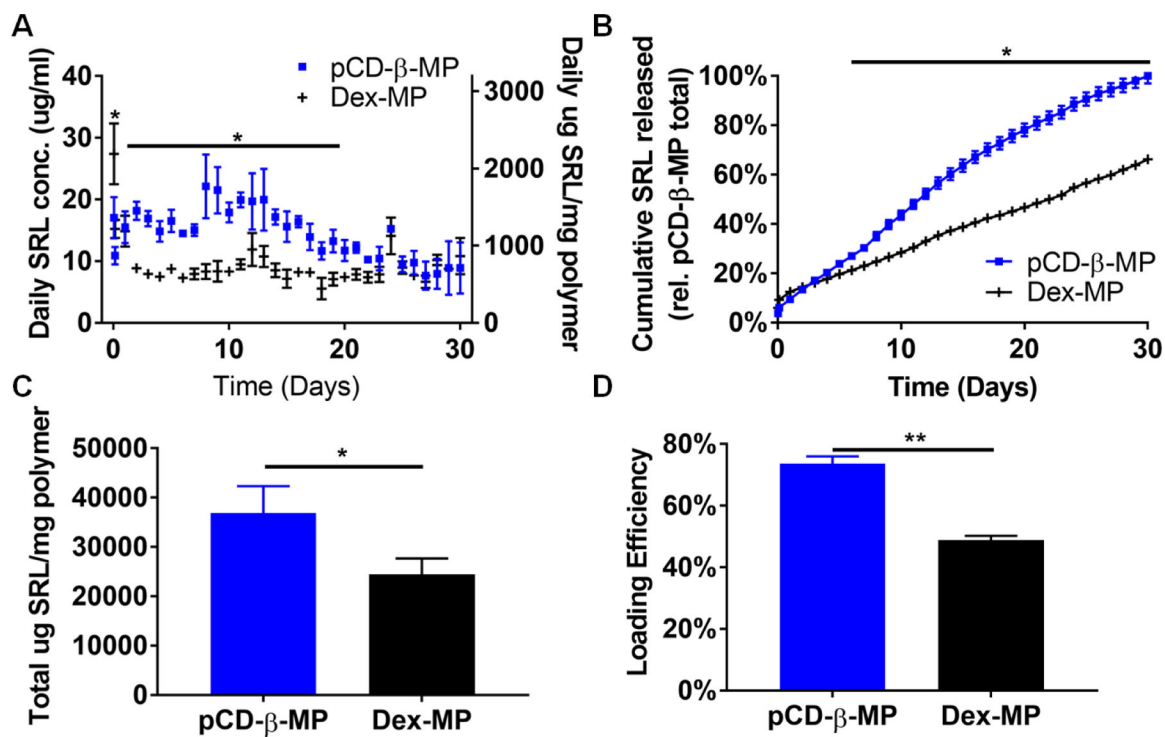 A
Daily SRL conc. (ug/ml)
40
30
20
10
0
*
*
pCD-β-MP
Dex-MP
3000
2000
1000
0
Daily ug SRL/mg polymer
0 10 20 30
Time (Days)
B
Cumulative SRL released
(rel. pCD-β-MP total)
100%
80%
60%
40%
20%
0%
*
pCD-β-MP
Dex-MP
0 10 20 30
Time (Days)
C
Total ug SRL/mg polymer
50000
40000
30000
20000
10000
0
*
pCD-β-MP Dex-MP
D
Loading Efficiency
80%
60%
40%
20%
0%
**
pCD-β-MP Dex-MP